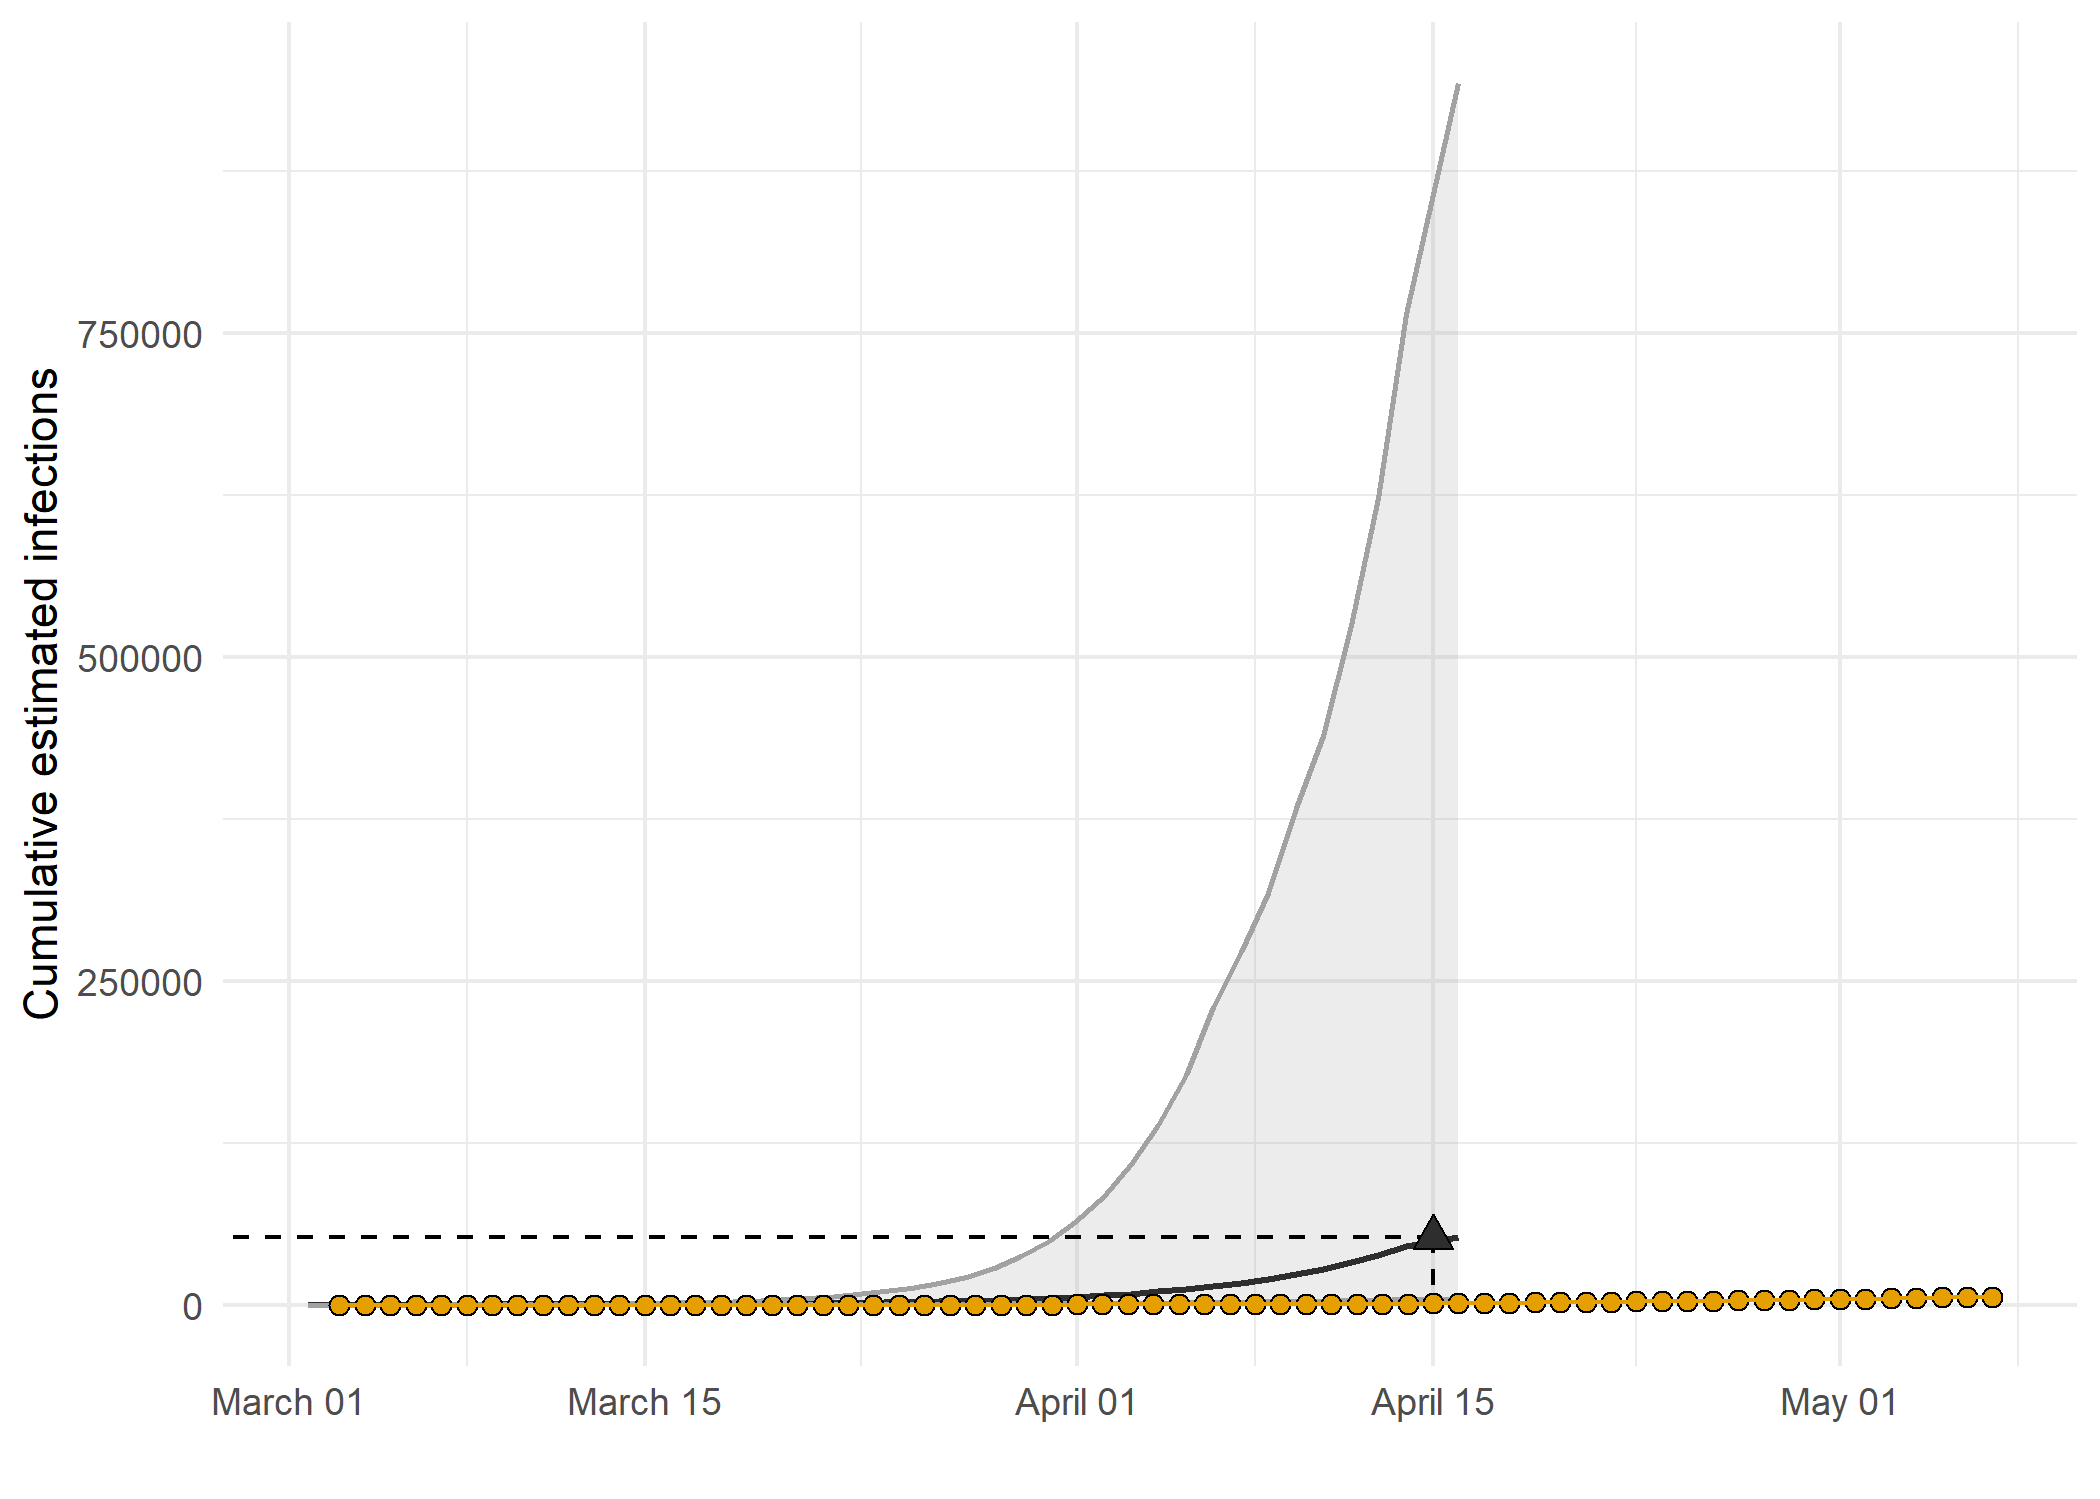 Cumulative estimated infections
750000
500000
250000
0
March 01
March 15
April 01
April 15
May 01